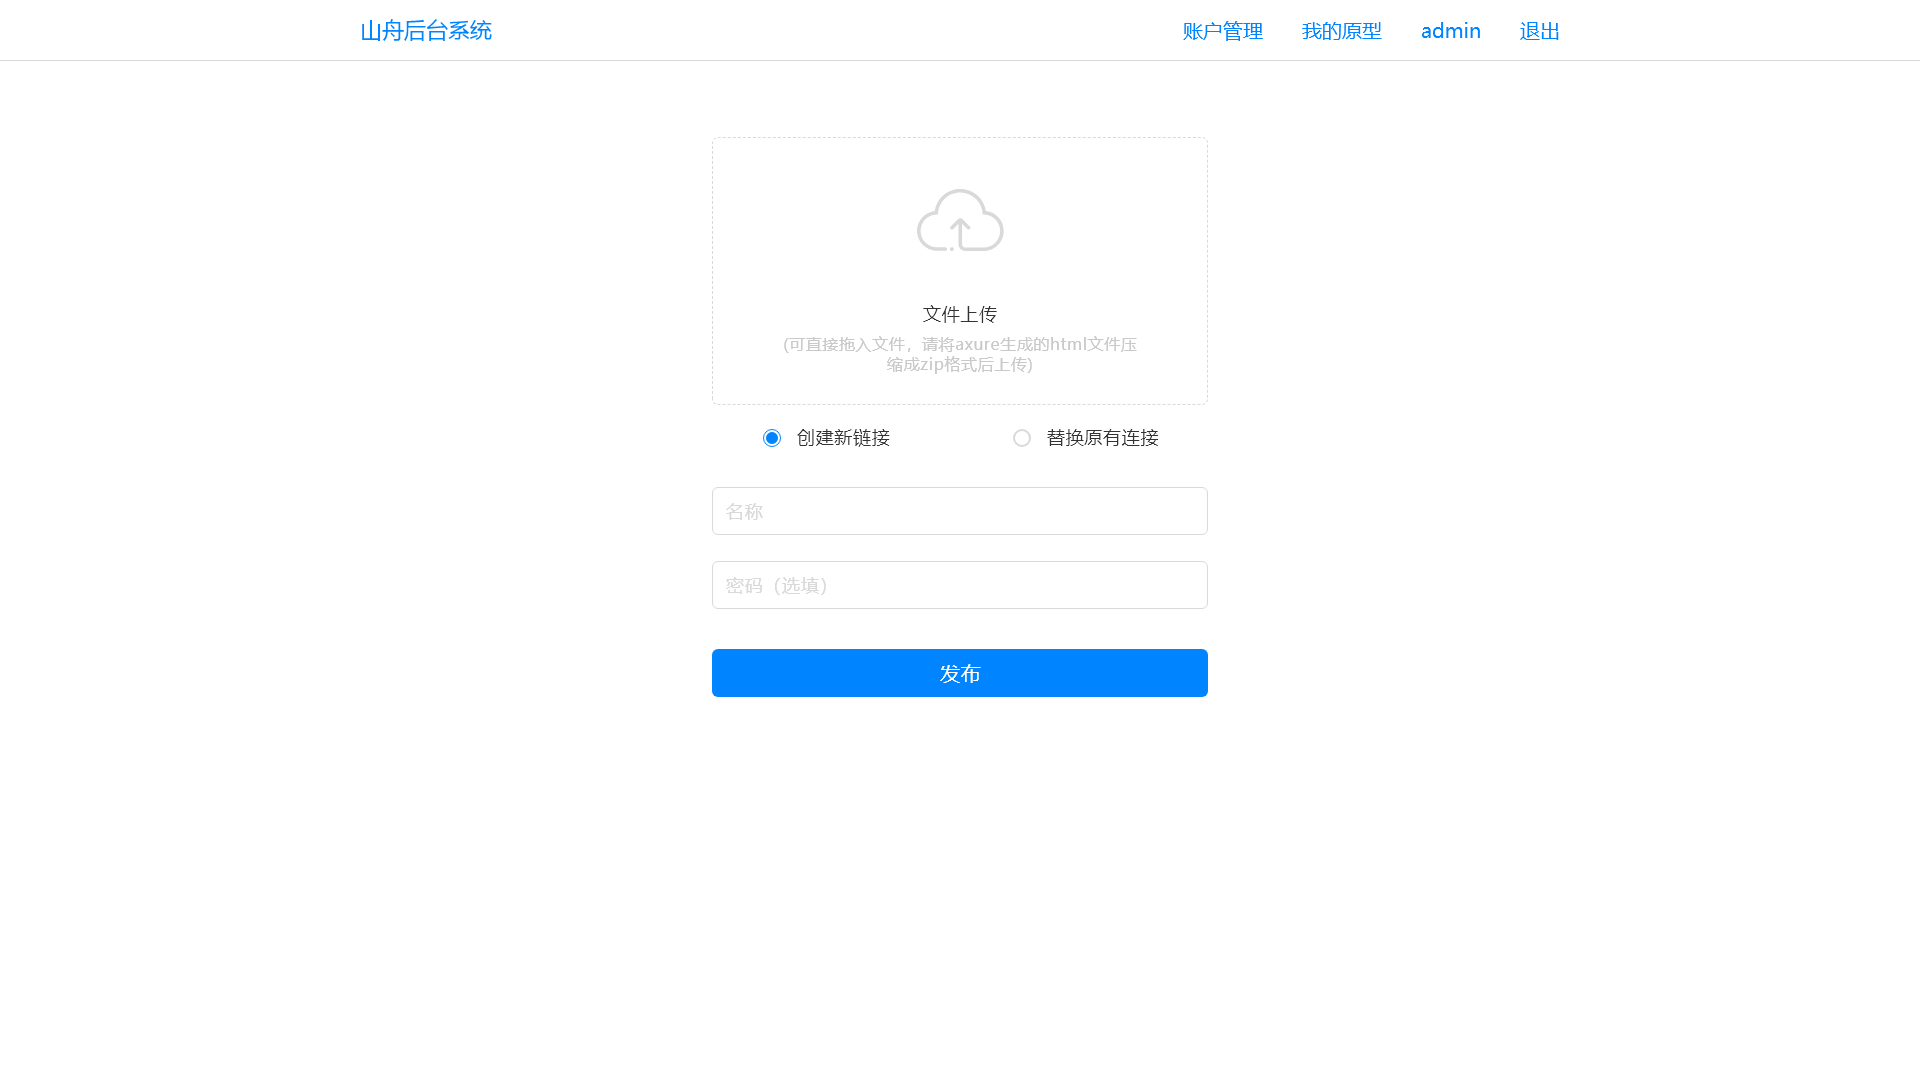 山舟后台系统 账户管理 我的原型 admin 退出
文件上传
(可直接拖入文件，请将axure生成的html文件压
缩成zip格式后上传)
创建新链接 替换原有连接
名称
密码（选填）
发布